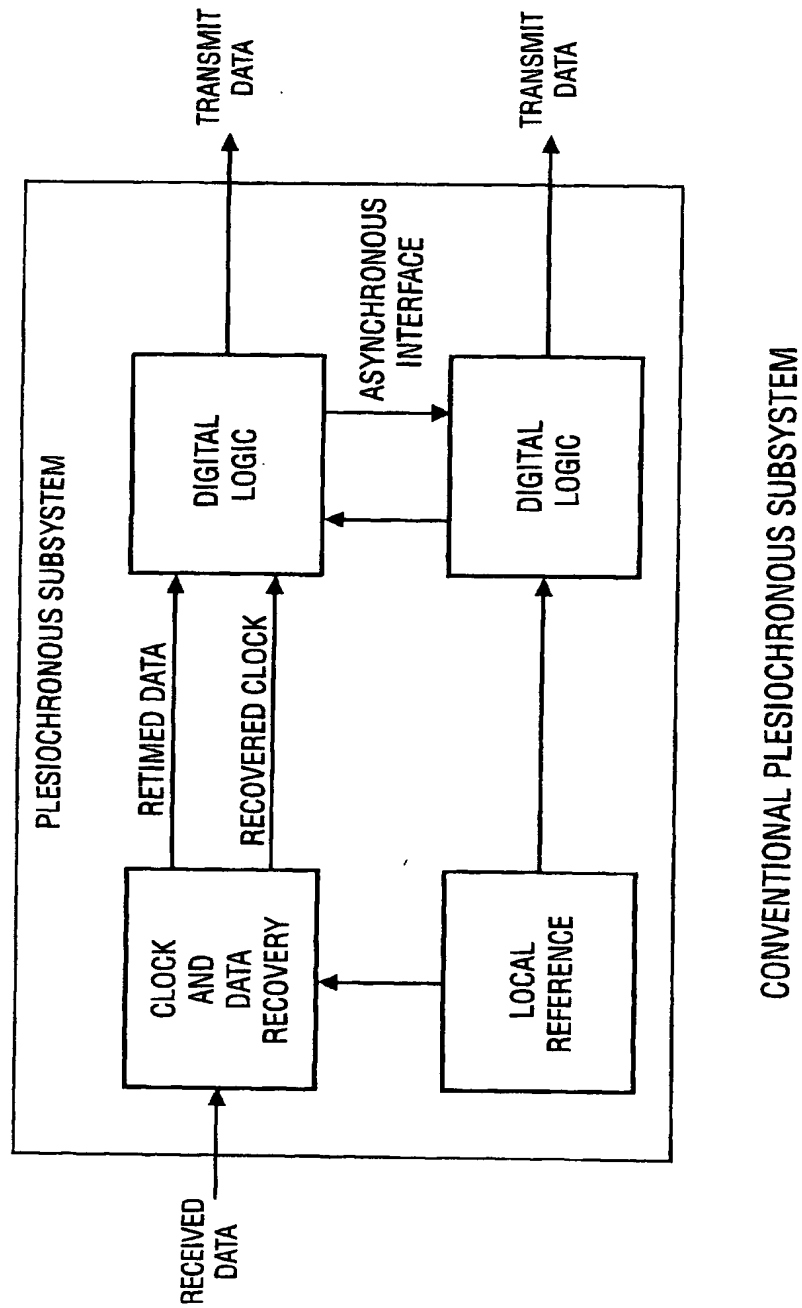 PLESIOCHRONOUS SUBSYSTEM
RECEIVED
DATA
CLOCK
AND
DATA
RECOVERY
RETIMED DATA
RECOVERED CLOCK
DIGITAL
LOGIC
TRANSMIT
DATA
ASYNCHRONOUS
INTERFACE
LOCAL
REFERENCE
DIGITAL
LOGIC
TRANSMIT
DATA
CONVENTIONAL PLESIOCHRONOUS SUBSYSTEM